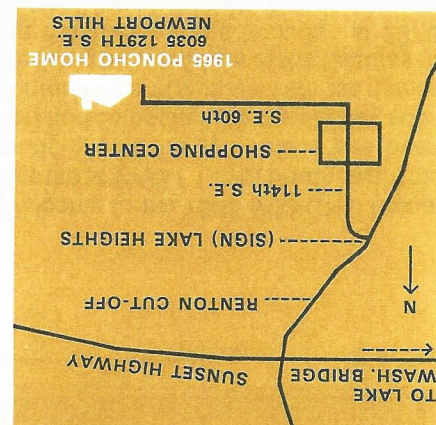 TO LAKE
WASH. BRIDGE
SUNSET HIGHWAY
RENTON CUT-OFF
N
(SIGN) LAKE HEIGHTS
114th S.E.
SHOPPING CENTER
S.E. 60th
1965 PONCHO HOME
6035 129TH S.E.
NEWPORT HILLS